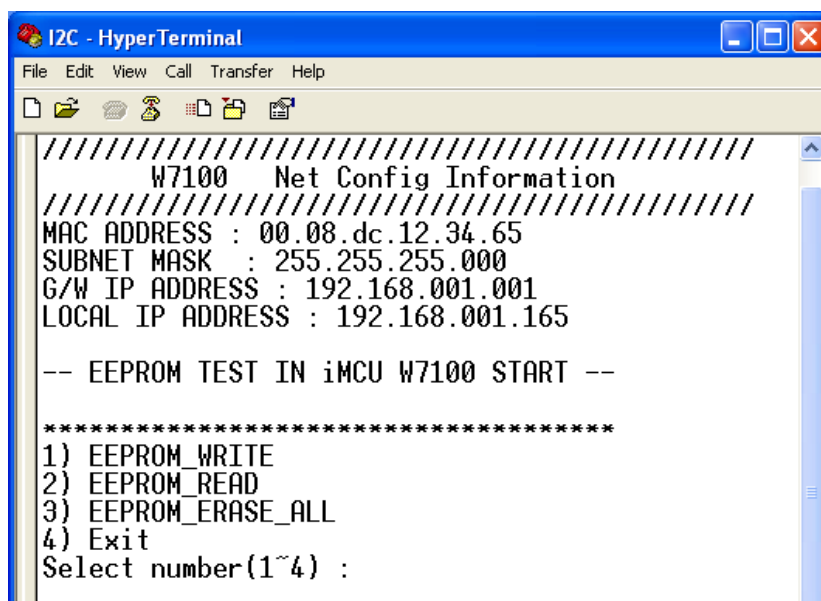 I2C - HyperTerminal
File Edit View Call Transfer Help
//////////////////////////////////////////////
W7100 Net Config Information
//////////////////////////////////////////////
MAC ADDRESS : 00.08.dc.12.34.65
SUBNET MASK : 255.255.255.000
G/W IP ADDRESS : 192.168.001.001
LOCAL IP ADDRESS : 192.168.001.165
-- EEPROM TEST IN iMCU W7100 START --
*************************************
1) EEPROM_WRITE
2) EEPROM_READ
3) EEPROM_ERASE_ALL
4) Exit
Select number(1~4) :